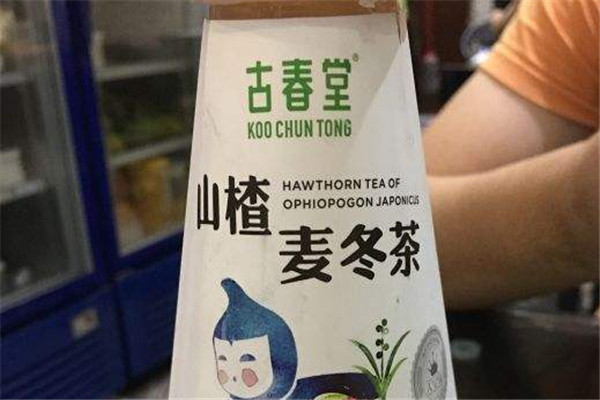 古春堂®
KOO CHUN TONG
山楂
HAWTHORN TEA OF
OPHIOPOGON JAPONICUS
麦冬茶